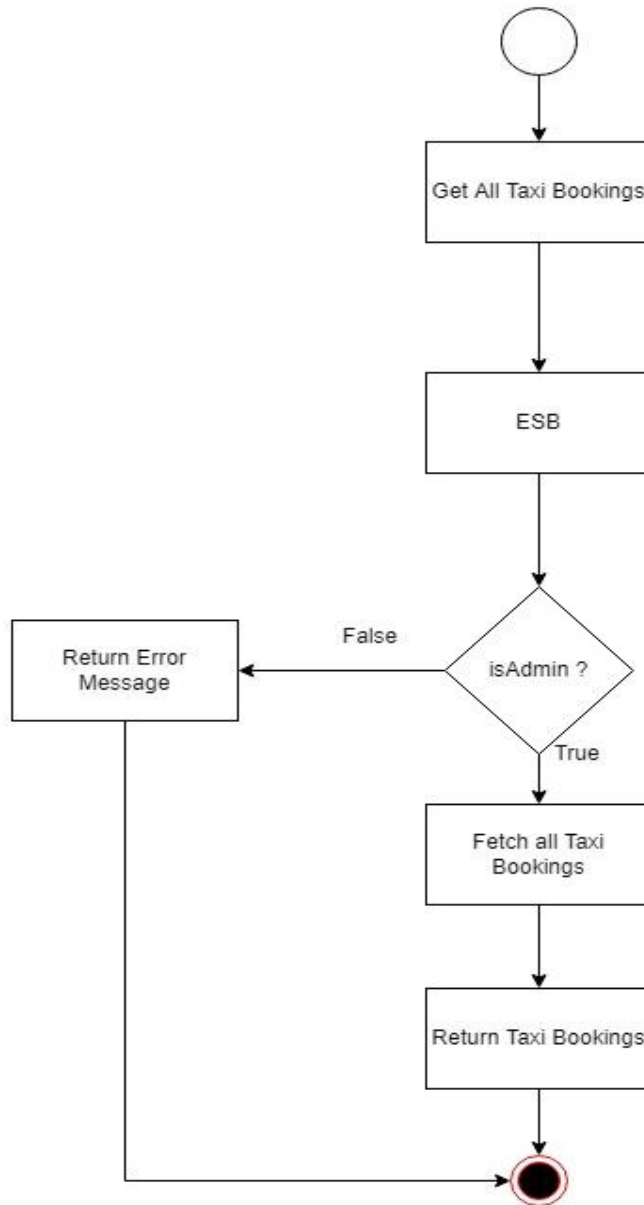 Get All Taxi Bookings
ESB
isAdmin ?
False
Return Error
Message
True
Fetch all Taxi
Bookings
Return Taxi Bookings